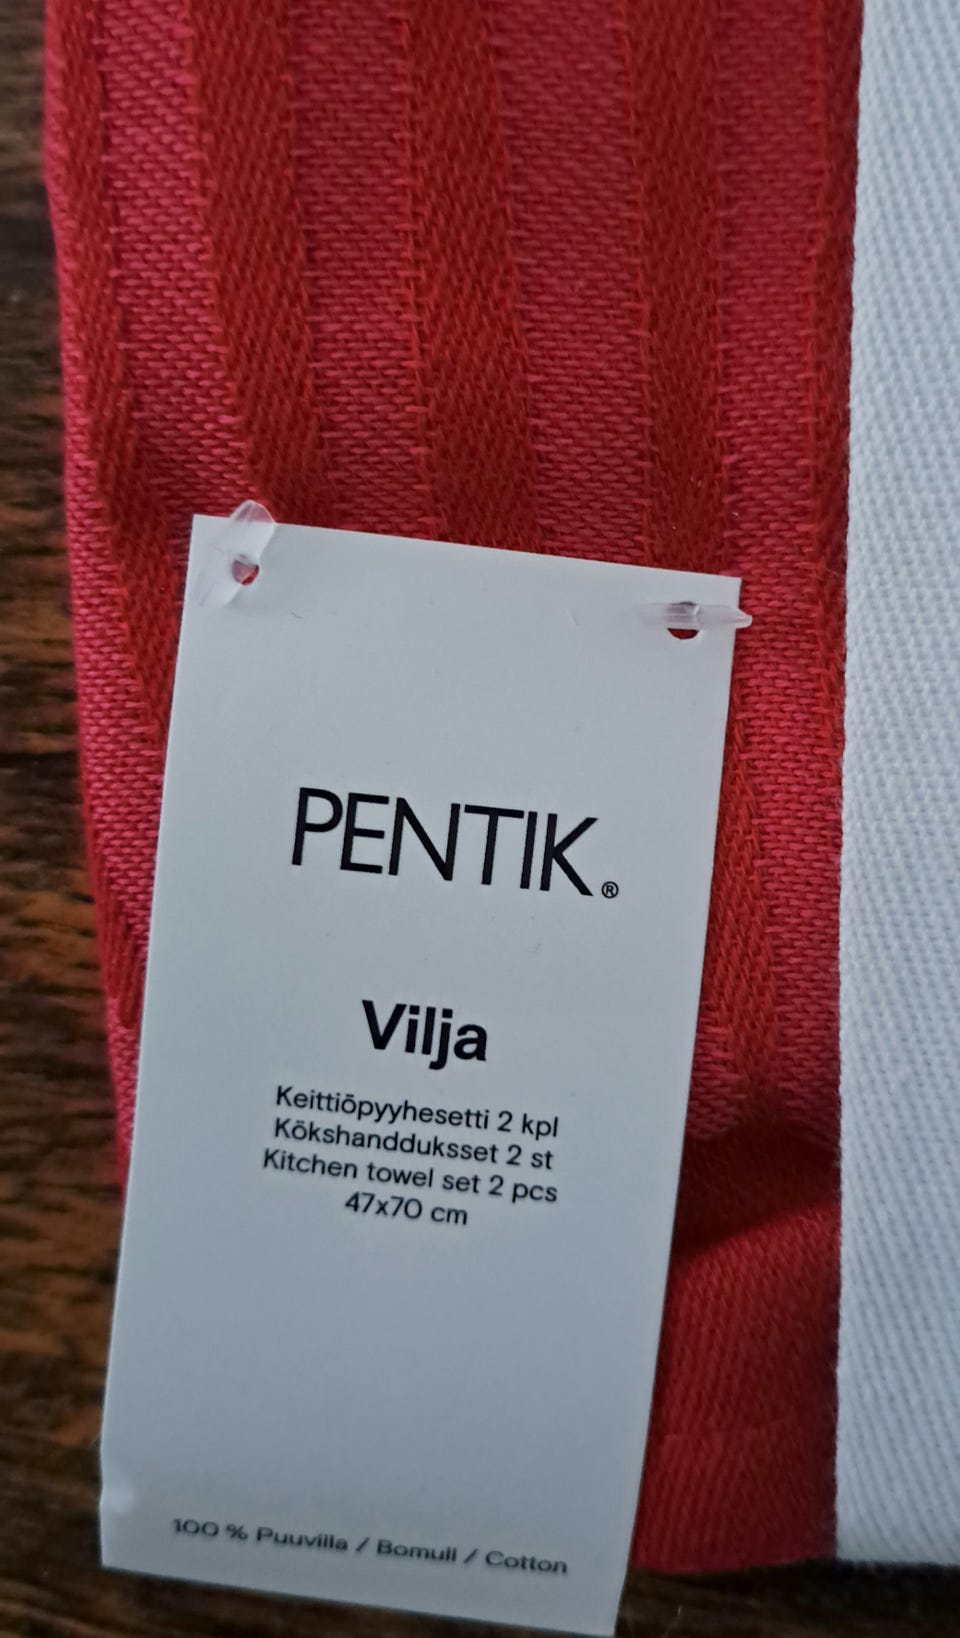 PENTIK®
Vilja
Keittiöpyyhesetti 2 kpl
Kökshandduksset 2 st
Kitchen towel set 2 pcs
47x70 cm
100 % Puuvilla / Bomull / Cotton